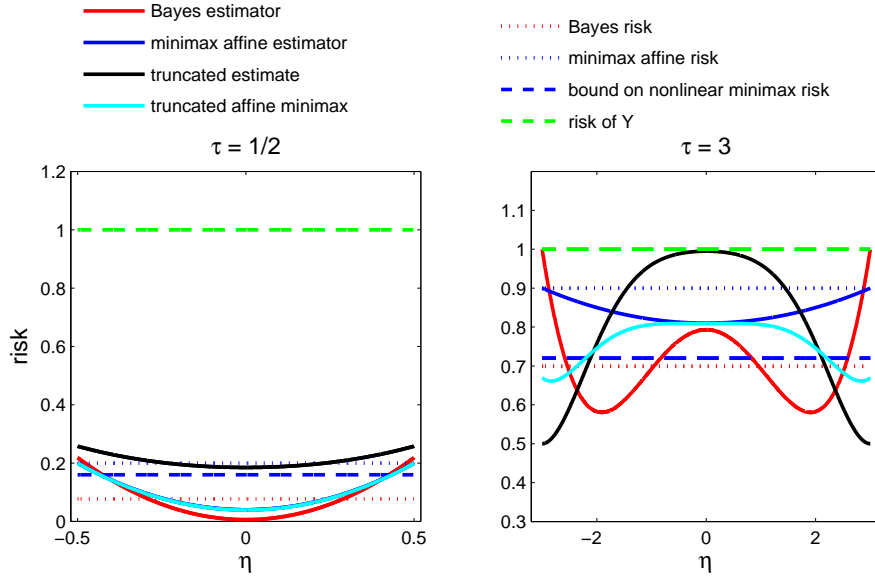 Bayes estimator
minimax affine estimator
truncated estimate
truncated affine minimax
Bayes risk
minimax affine risk
bound on nonlinear minimax risk
risk of Y
τ = 1/2
1.2
1
0.8
0.6
0.4
0.2
0
risk
−0.5 0 0.5
η
τ = 3
1.1
1
0.9
0.8
0.7
0.6
0.5
0.4
0.3
−2 0 2
η